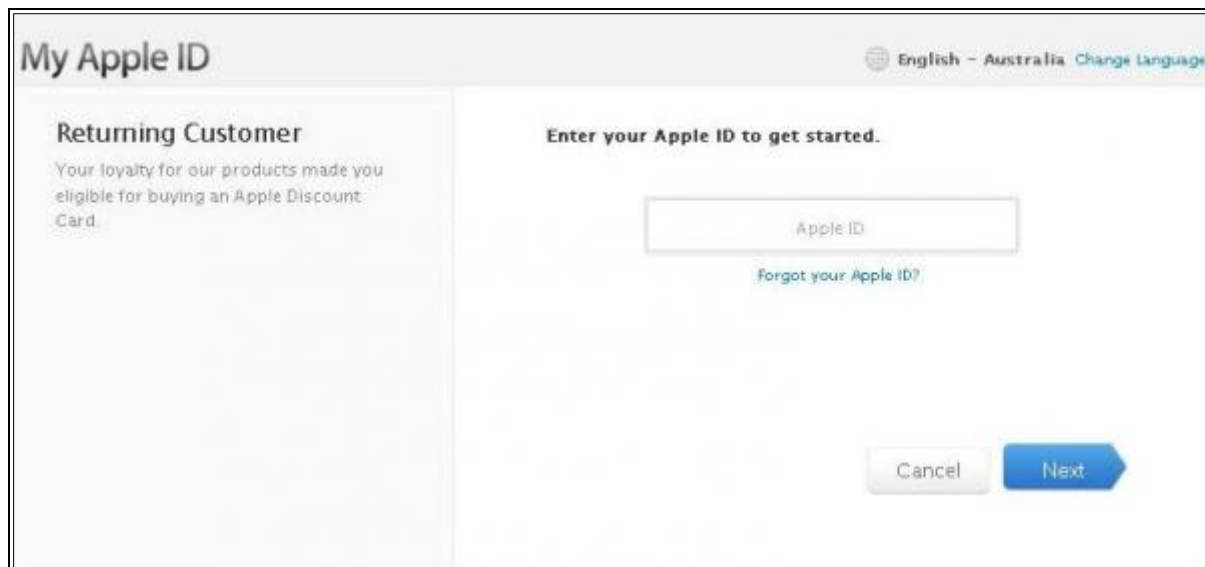 My Apple ID
English - Australia Change Language
Returning Customer
Your loyalty for our products made you
eligible for buying an Apple Discount
Card.
Enter your Apple ID to get started.
Apple ID
Forgot your Apple ID?
Cancel
Next